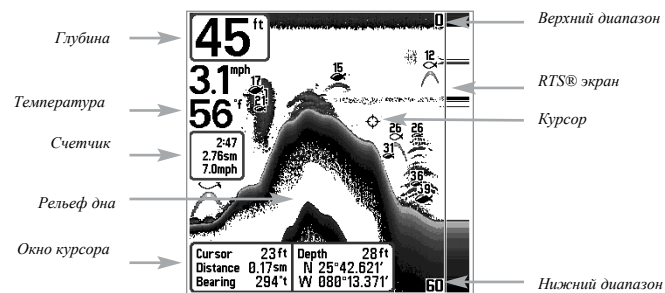 Глубина
Температура
Счетчик
Рельеф дна
Окно курсора
45 ft
3.1 mph
56 °f
2:47
2.76sm
7.0mph
0
17
21
15
12
26
26
31
36
39
60
Cursor 23ft
Distance 0.17sm
Bearing 294°t
Depth 28ft
N 25°42.621'
W 080°13.371'
Верхний диапазон
RTS® экран
Курсор
Нижний диапазон